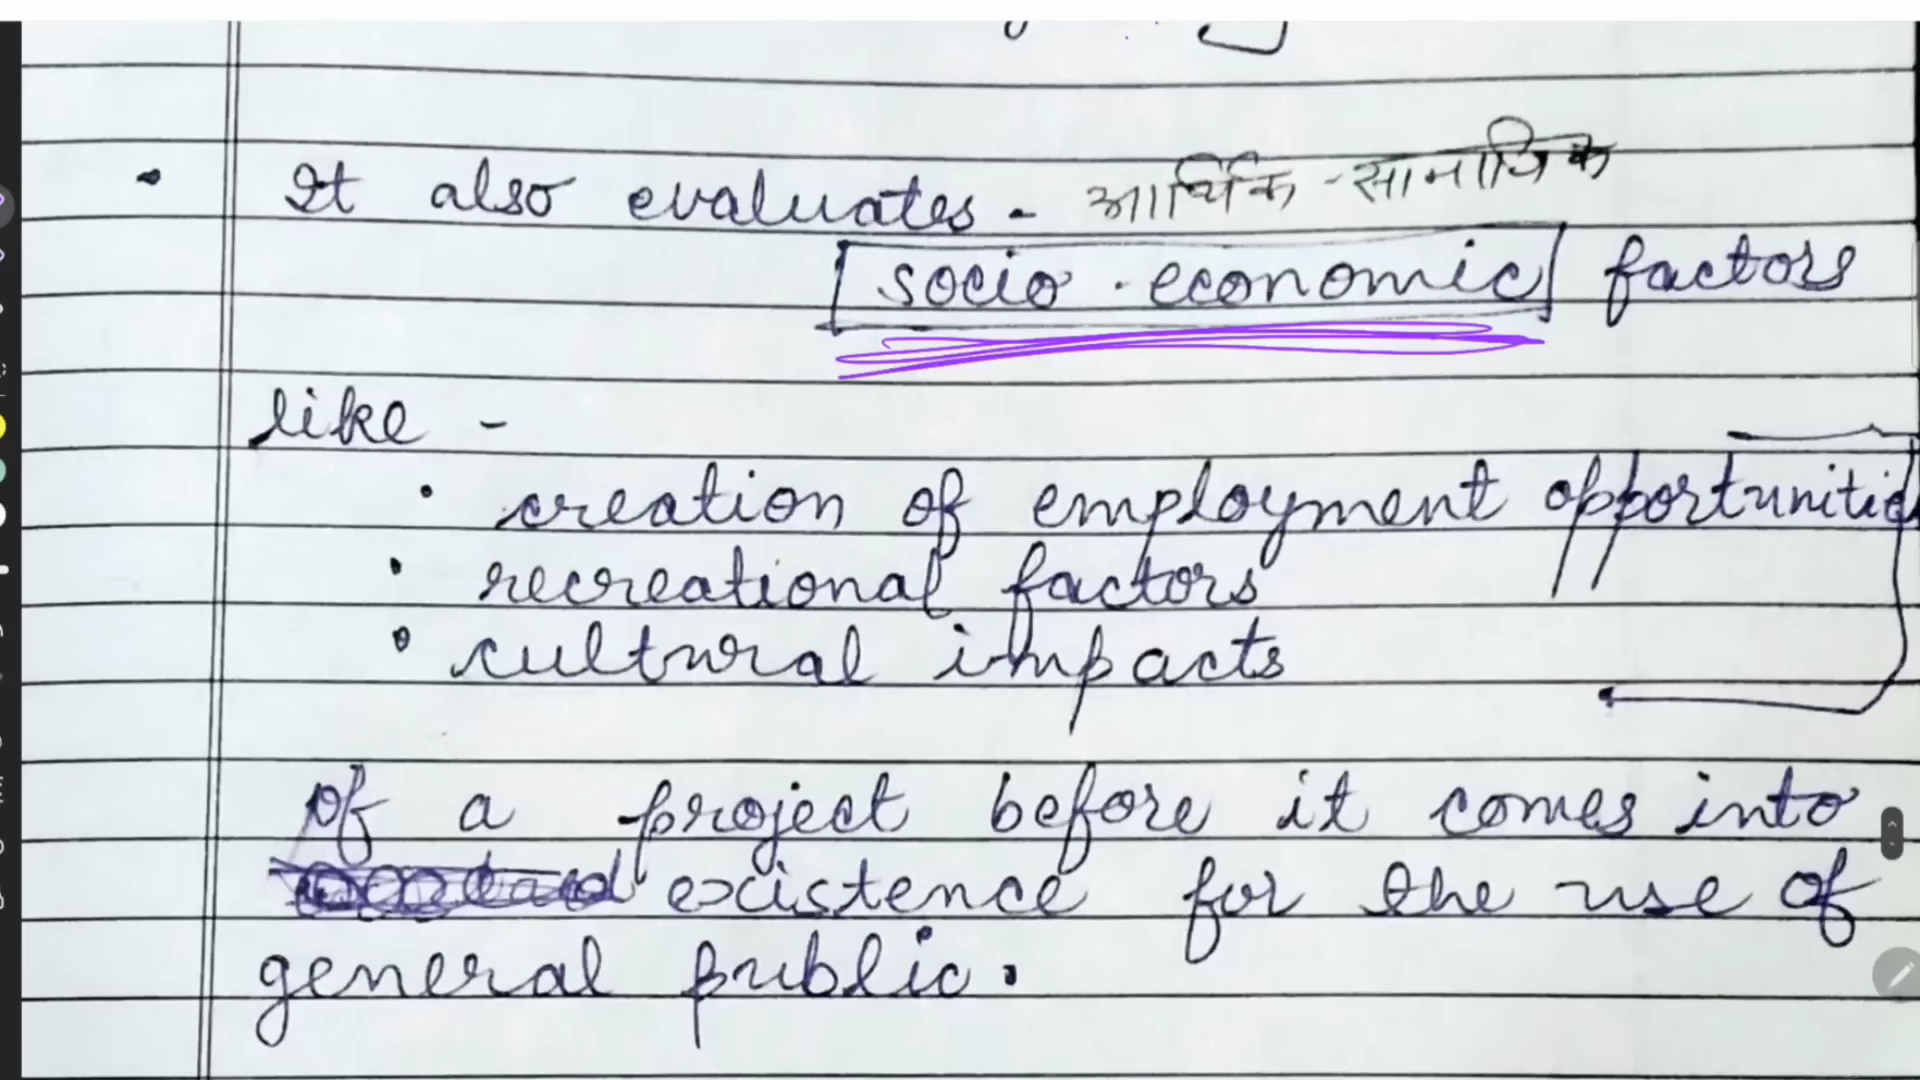 • It also evaluates - आर्थिक - सामाजिक
socio-economic factors
like -
• creation of employment opportunities
• recreational factors
• cultural impacts
of a project before it comes into
existence for the use of
general public.